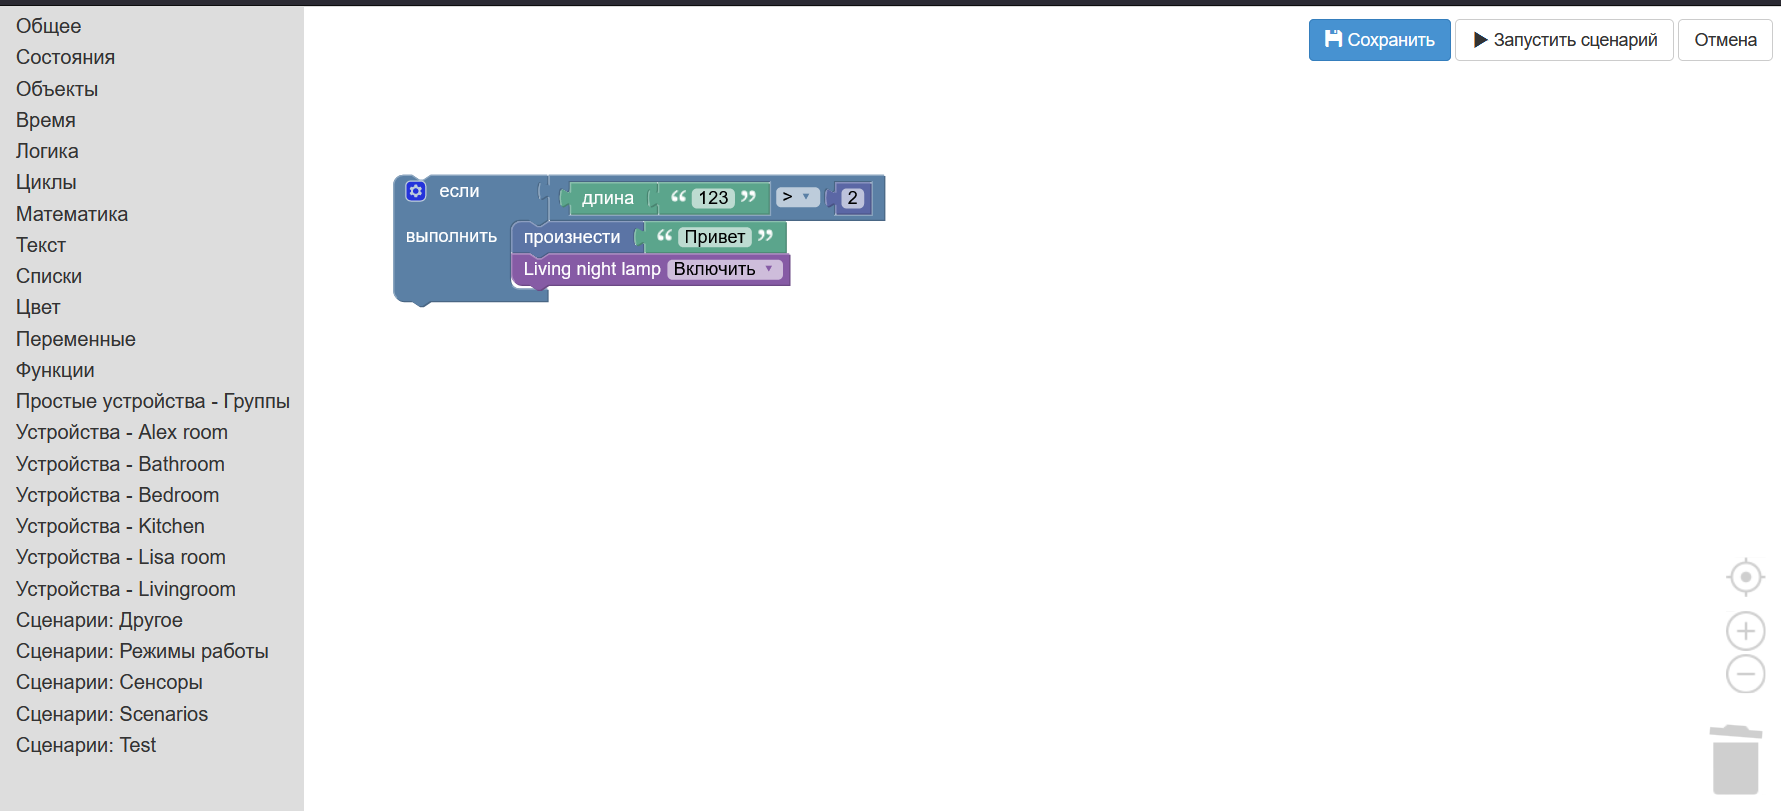 Общее
Состояния
Объекты
Время
Логика
Циклы
Математика
Текст
Списки
Цвет
Переменные
Функции
Простые устройства - Группы
Устройства - Alex room
Устройства - Bathroom
Устройства - Bedroom
Устройства - Kitchen
Устройства - Lisa room
Устройства - Livingroom
Сценарии: Другое
Сценарии: Режимы работы
Сценарии: Сенсоры
Сценарии: Scenarios
Сценарии: Test
Сохранить Запустить сценарий Отмена
если длина “ 123 ” > 2
выполнить произнести “ Привет ”
Living night lamp Включить